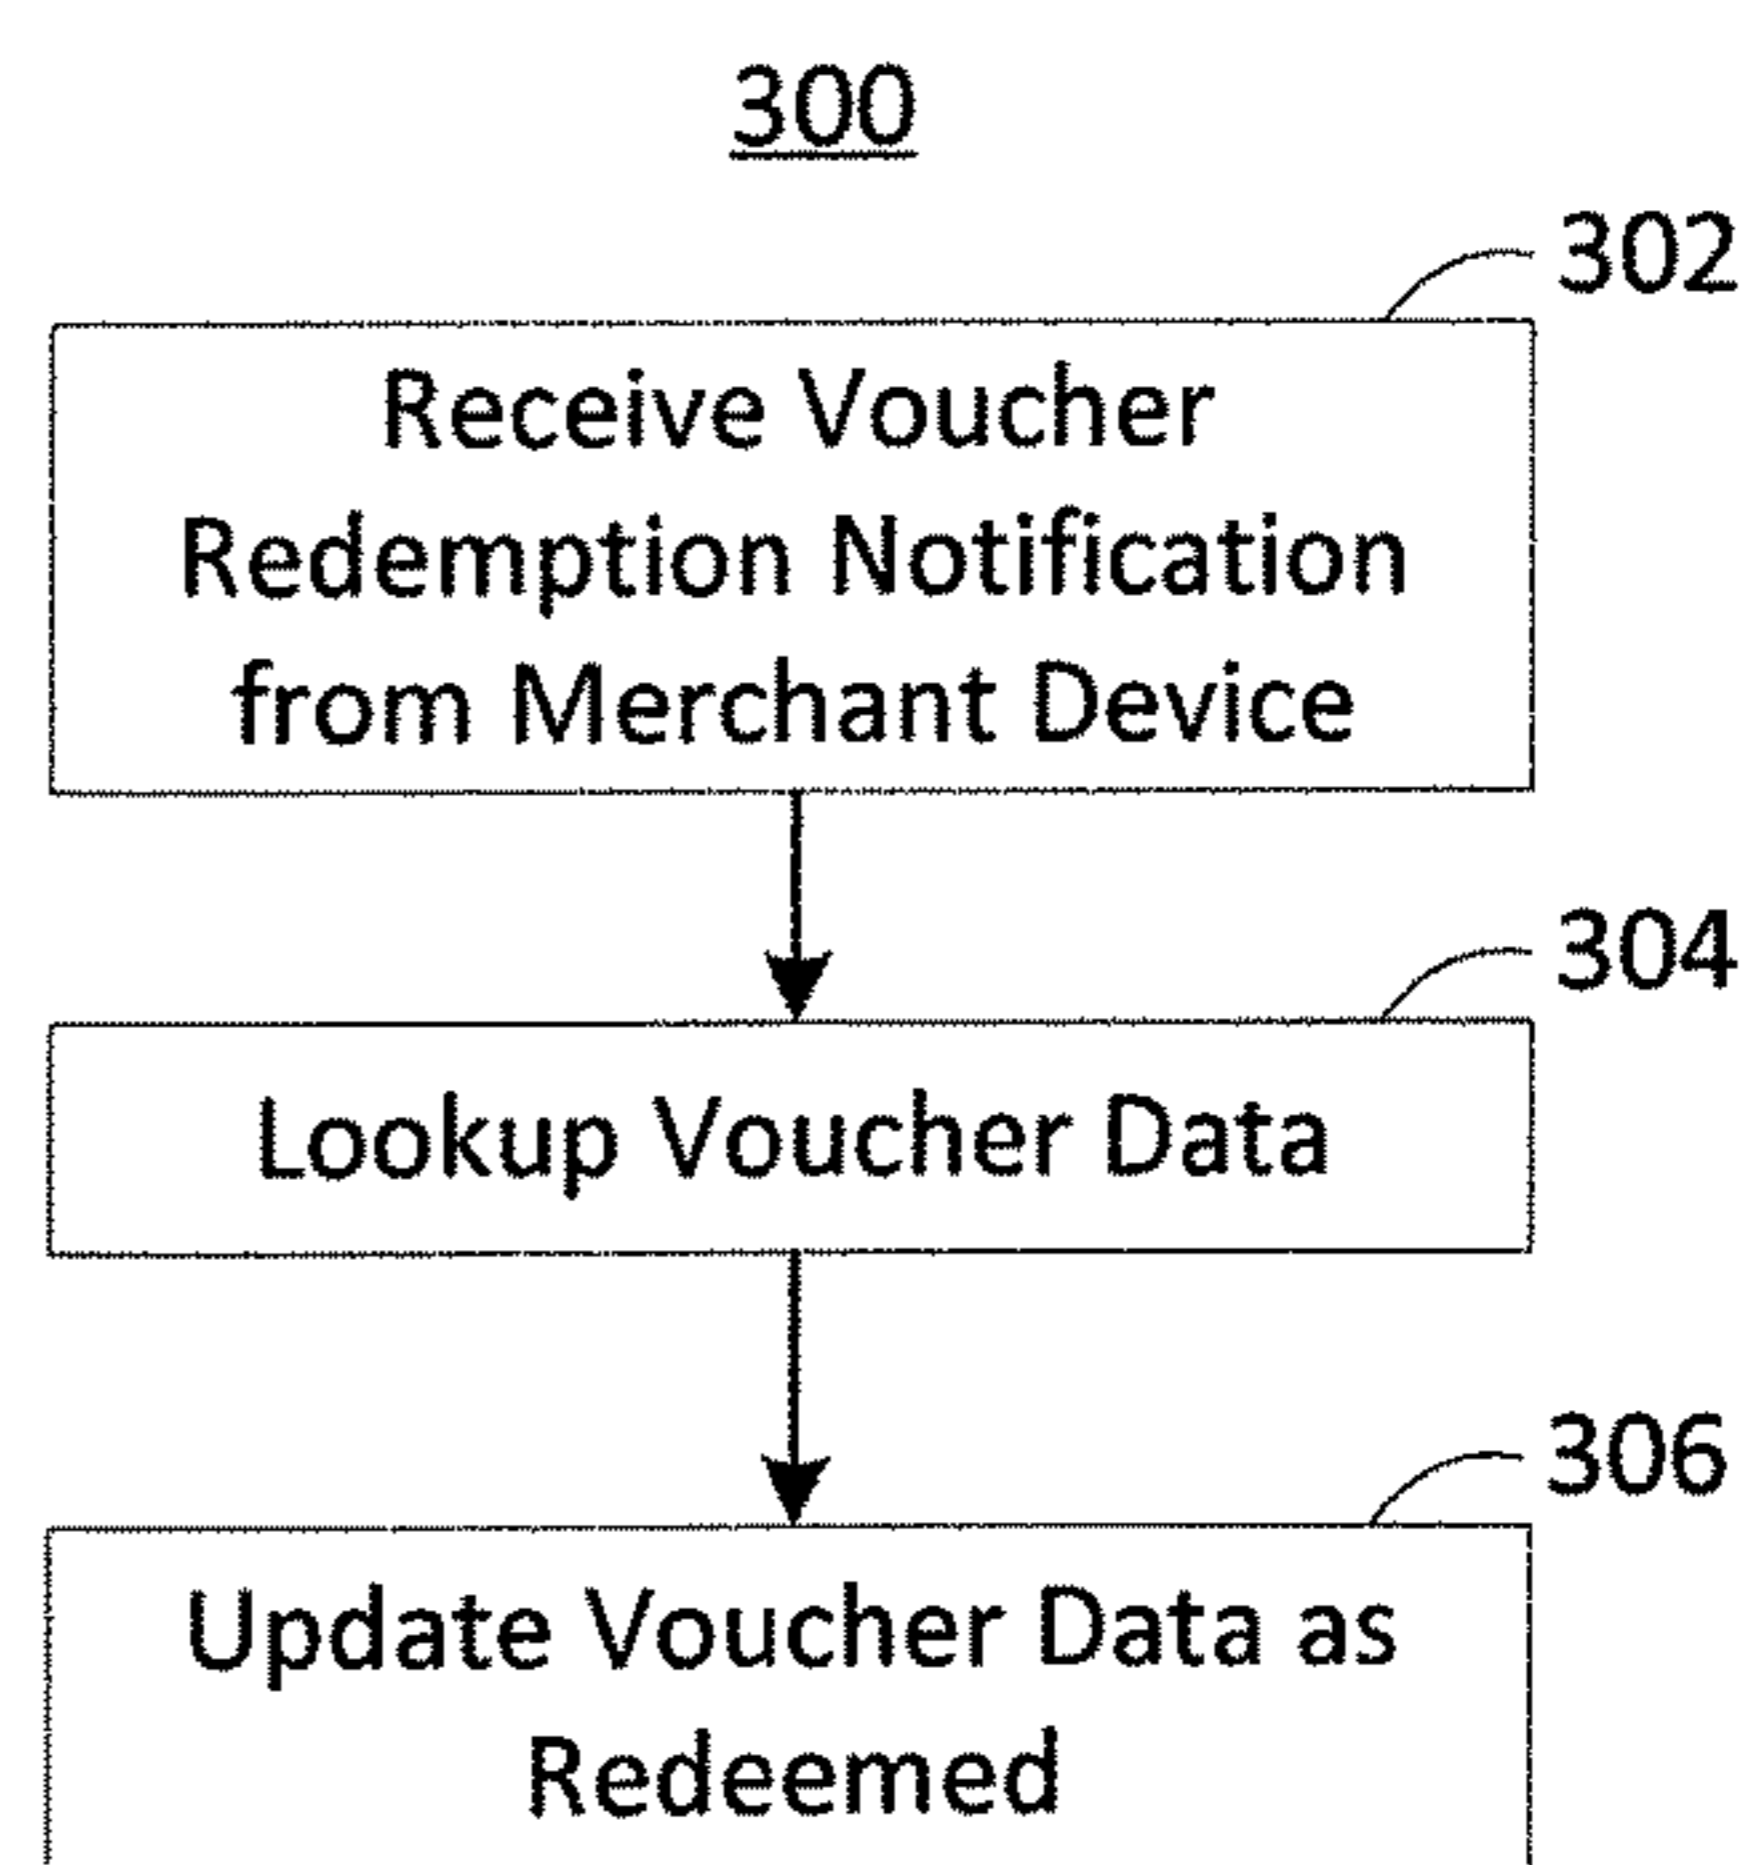 300
302
Receive Voucher
Redemption Notification
from Merchant Device
304
Lookup Voucher Data
306
Update Voucher Data as
Redeemed